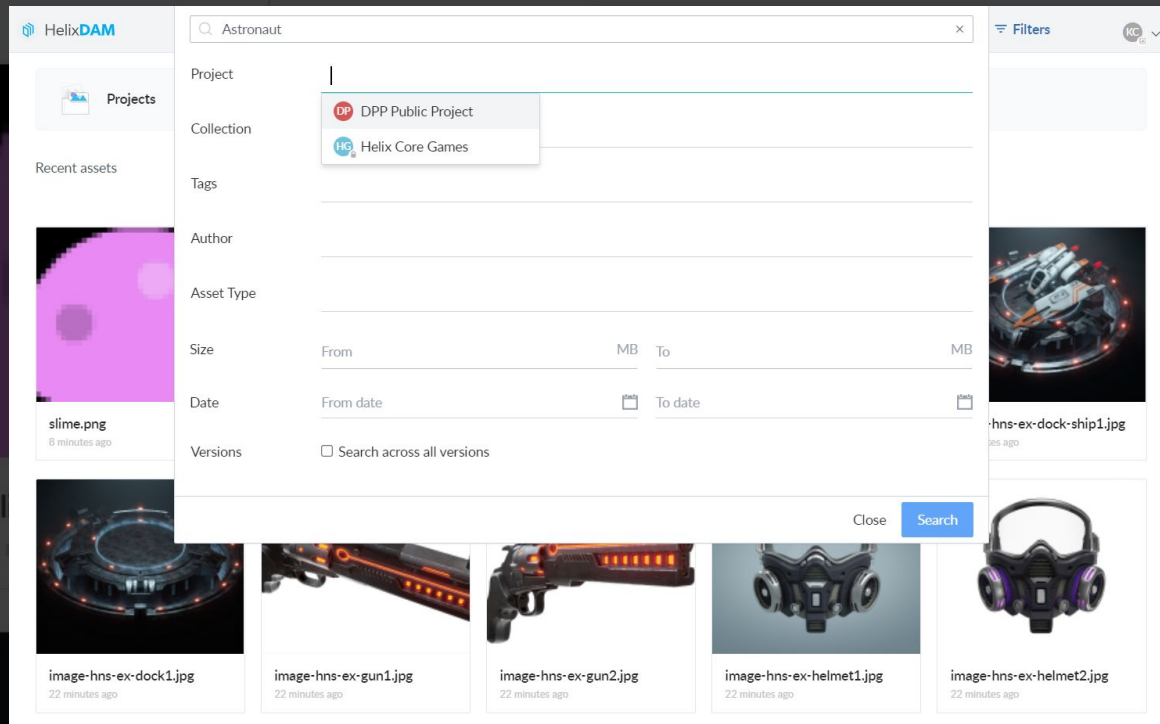 HelixDAM
Astronaut
Filters
KC
Projects
Project
DP DPP Public Project
HG Helix Core Games
Collection
Recent assets
Tags
Author
Asset Type
Size
From MB To MB
Date
From date To date
Versions
Search across all versions
Close Search
slime.png
8 minutes ago
-hns-ex-dock-ship1.jpg
tes ago
image-hns-ex-dock1.jpg
22 minutes ago
image-hns-ex-gun1.jpg
22 minutes ago
image-hns-ex-gun2.jpg
22 minutes ago
image-hns-ex-helmet1.jpg
22 minutes ago
image-hns-ex-helmet2.jpg
22 minutes ago